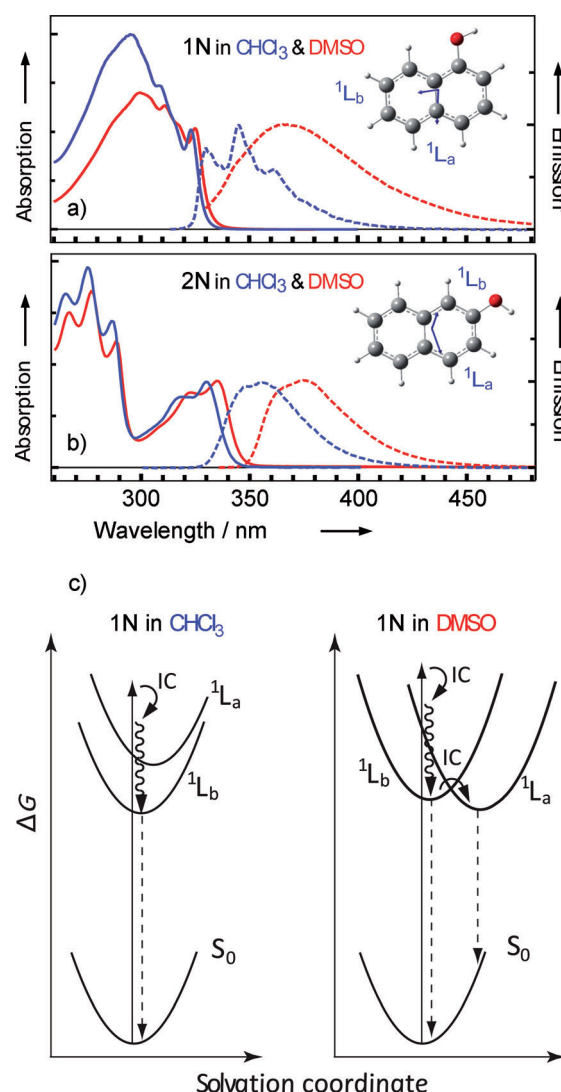 1N in CHCl₃ & DMSO
Absorption
Emission
¹Lb
¹La
a)
2N in CHCl₃ & DMSO
Absorption
Emission
¹Lb
¹La
b)
300 350 400 450
Wavelength / nm
c)
1N in CHCl₃
1N in DMSO
ΔG
IC
¹La
¹Lb
S₀
IC
IC
¹Lb
¹La
S₀
Solvation coordinate